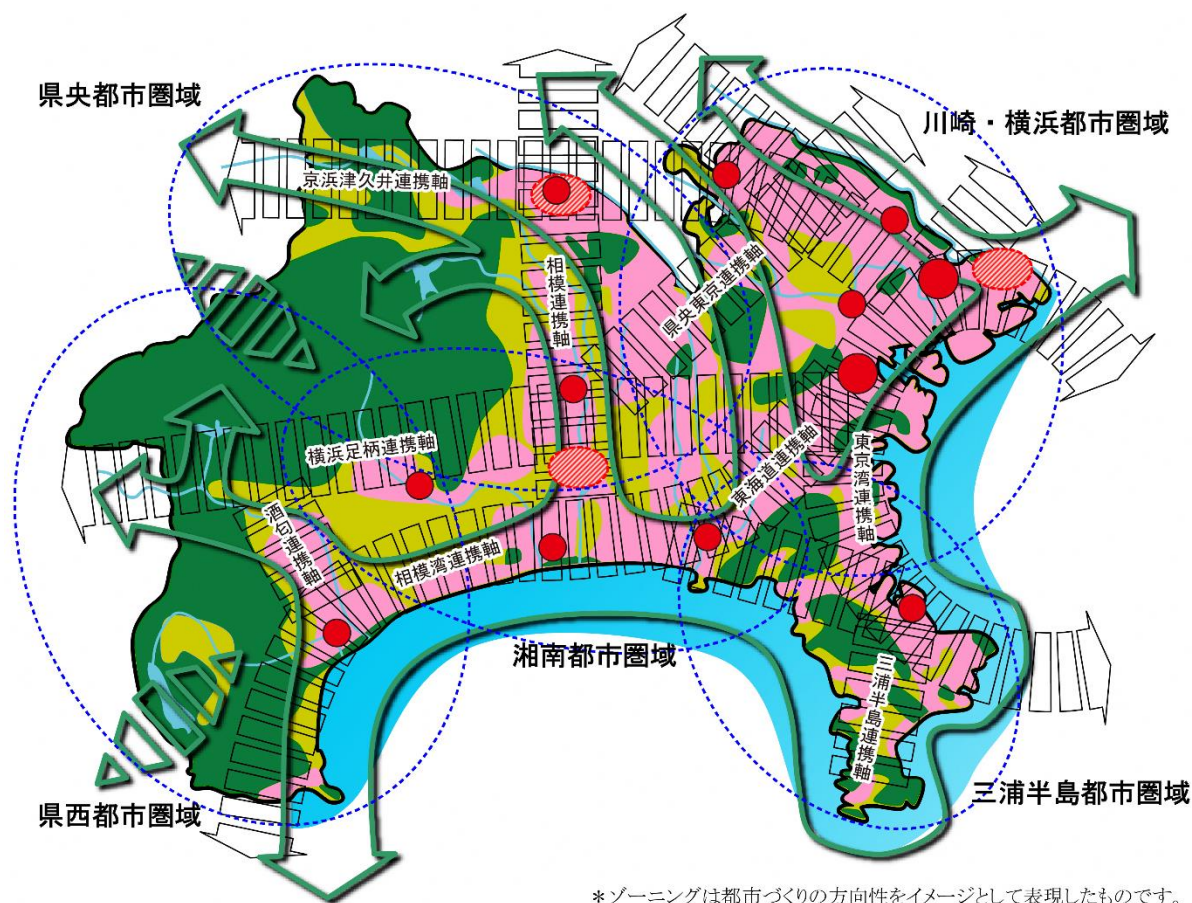 県央都市圏域
川崎・横浜都市圏域
京浜津久井連携軸
相模連携軸
県央東京連携軸
横浜足柄連携軸
東海道連携軸
東京湾連携軸
酒匂連携軸
相模湾連携軸
湘南都市圏域
三浦半島連携軸
県西都市圏域
三浦半島都市圏域
*ゾーニングは都市づくりの方向性をイメージとして表現したものです。